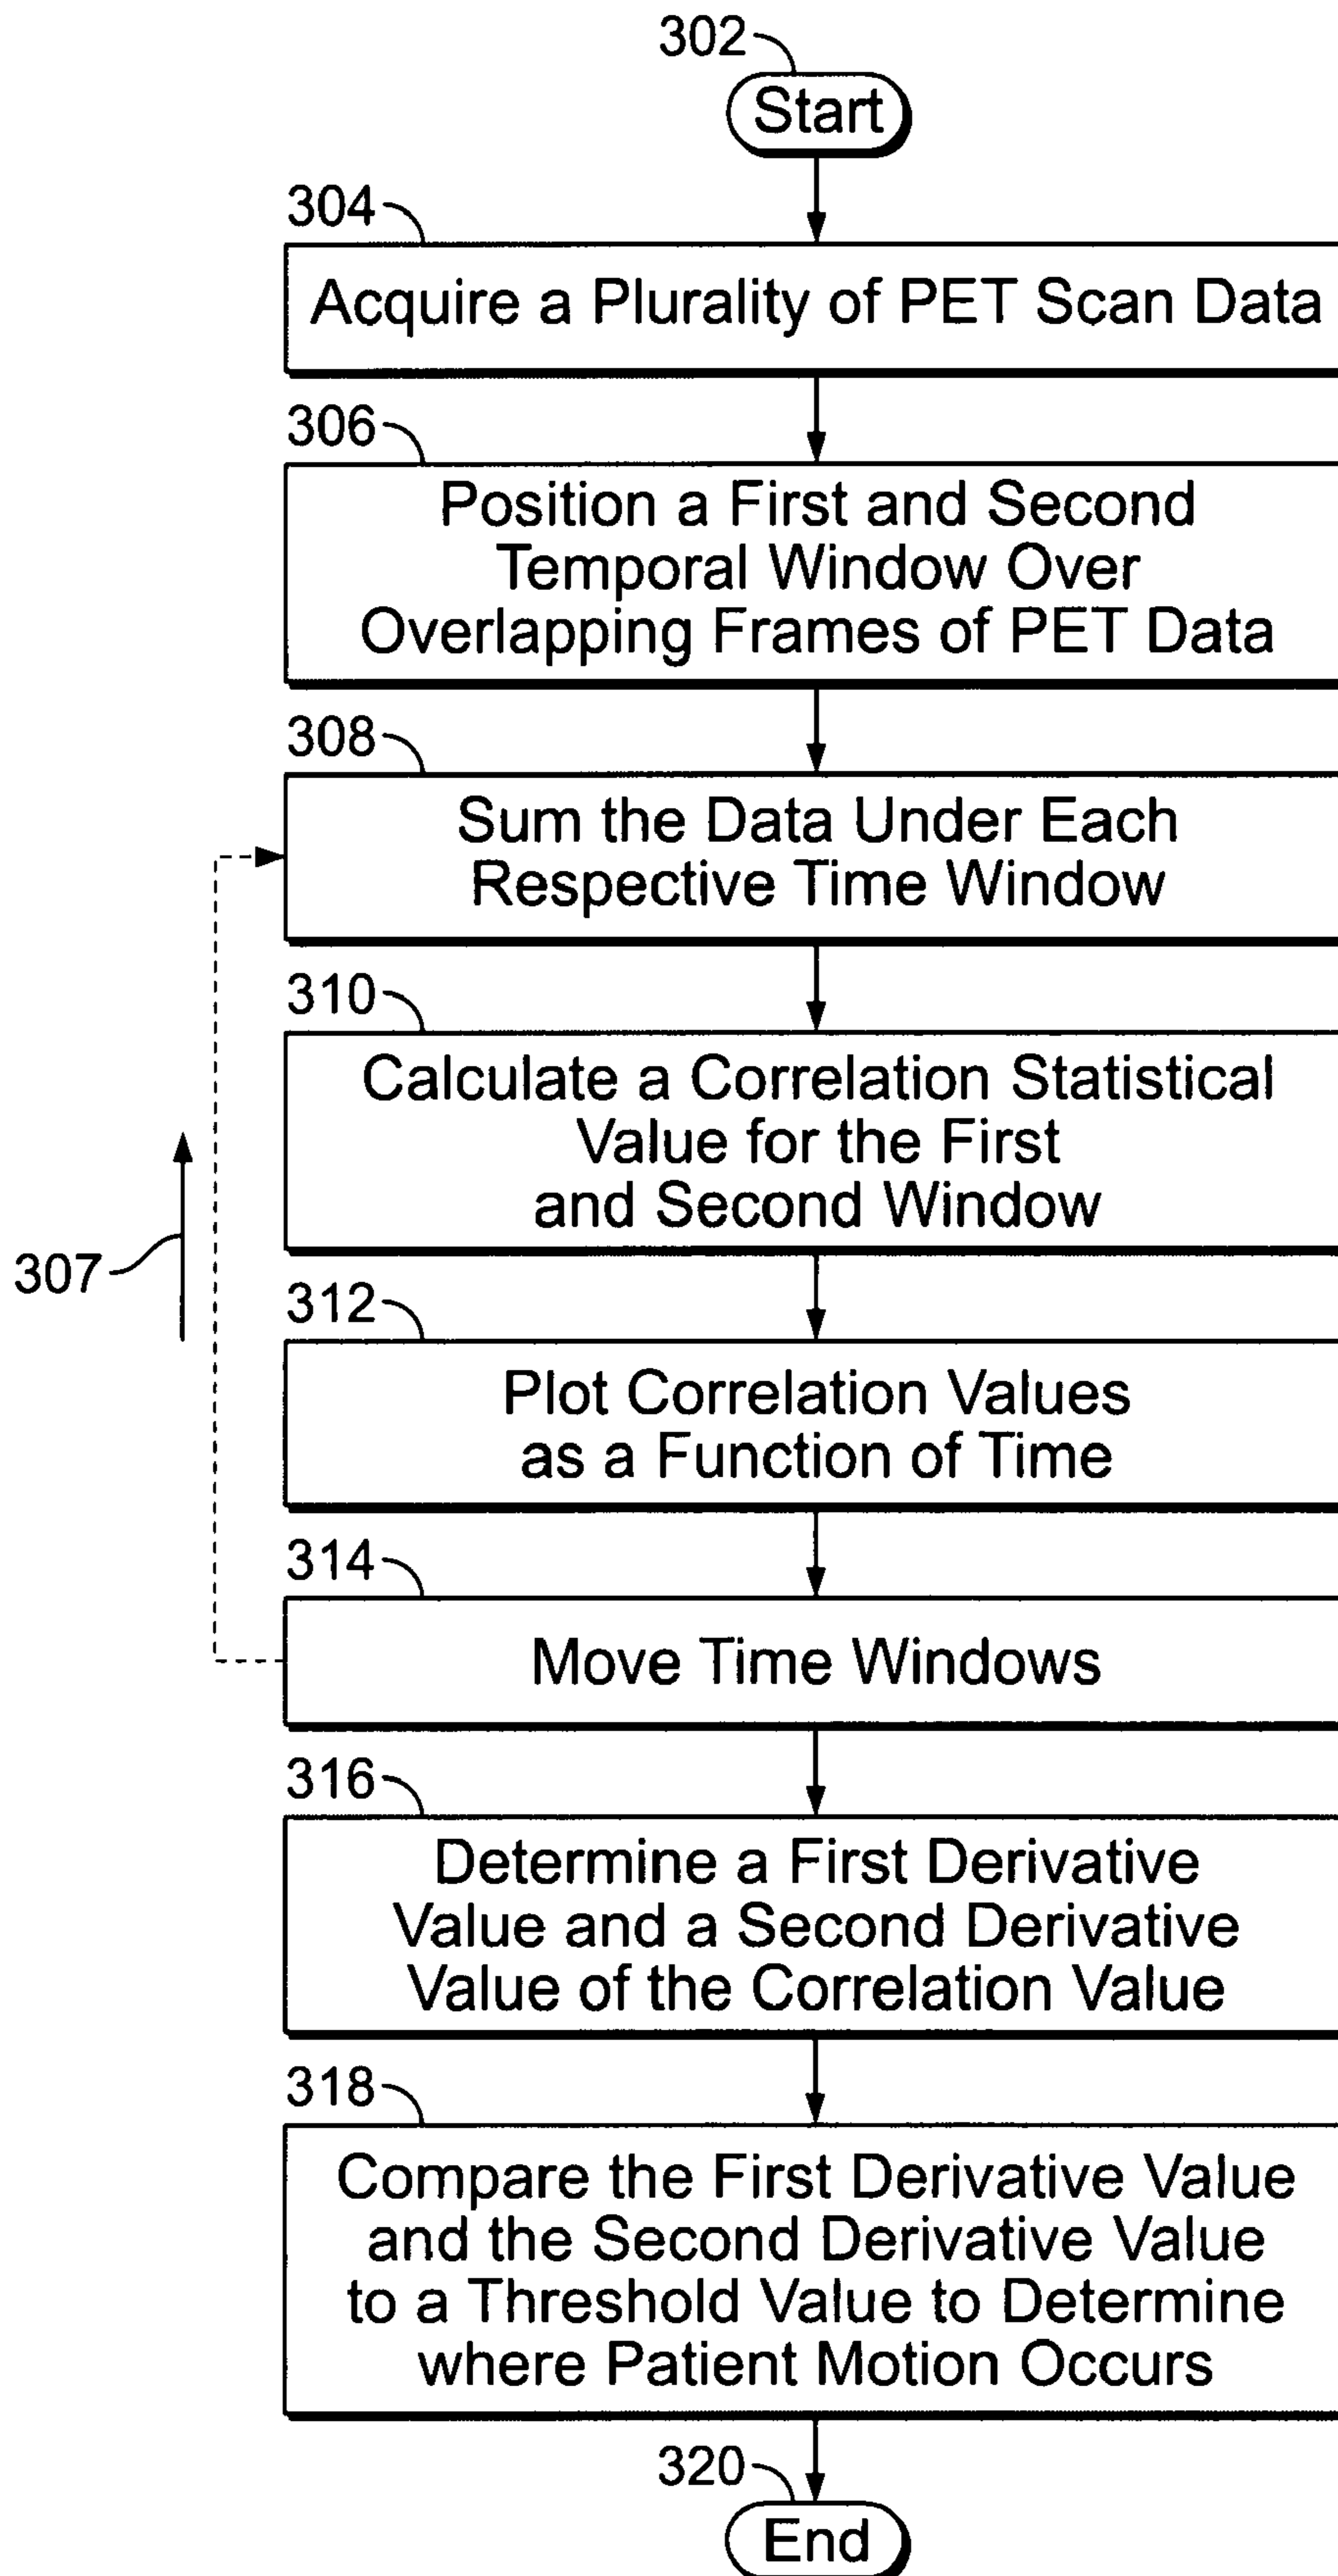 302
Start
304
Acquire a Plurality of PET Scan Data
306
Position a First and Second
Temporal Window Over
Overlapping Frames of PET Data
308
Sum the Data Under Each
Respective Time Window
310
Calculate a Correlation Statistical
Value for the First
and Second Window
307
312
Plot Correlation Values
as a Function of Time
314
Move Time Windows
316
Determine a First Derivative
Value and a Second Derivative
Value of the Correlation Value
318
Compare the First Derivative Value
and the Second Derivative Value
to a Threshold Value to Determine
where Patient Motion Occurs
320
End